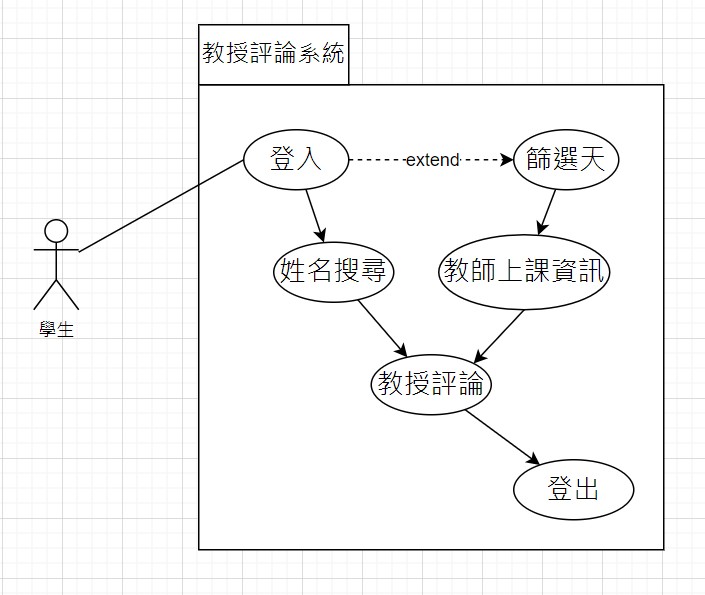 教授評論系統
登入
extend
篩選天
姓名搜尋
教師上課資訊
學生
教授評論
登出